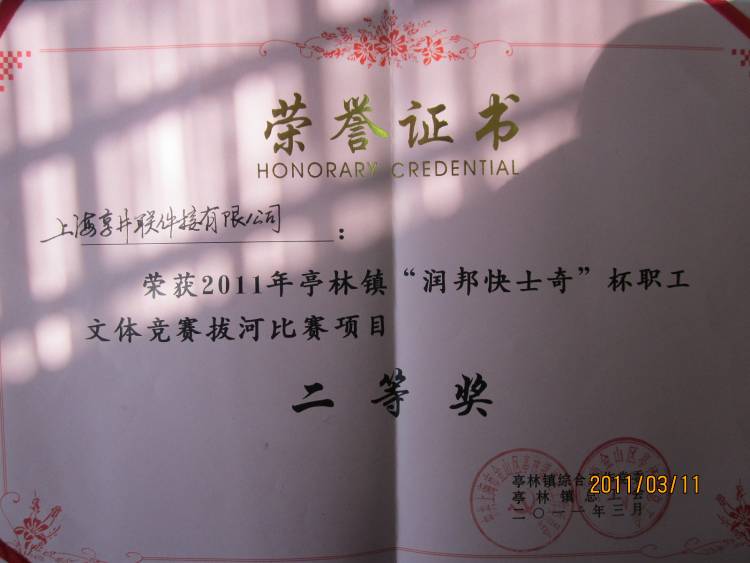 荣誉证书
HONORARY CREDENTIAL
上海享井联件接有限公司：
荣获2011年亭林镇“润邦快士奇”杯职工
文体竞赛拔河比赛项目
二等奖
亭林镇综合
亭林镇总工会
二〇一一年三月
2011/03/11